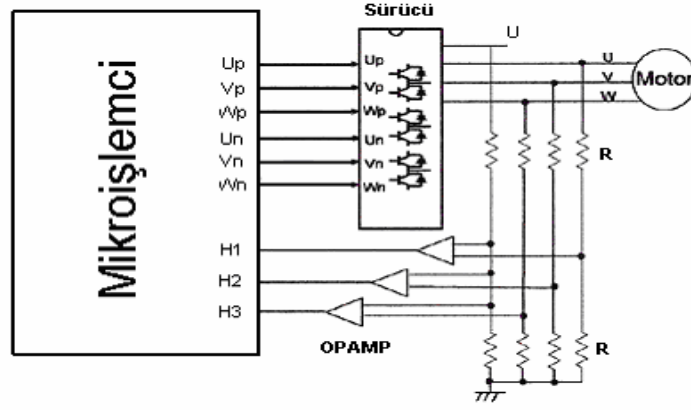 Sürücü
U
Mikroişlemci
Up
Vp
Wp
Un
Vn
Wn
H1
H2
H3
Up
Vp
Wp
Un
Vn
Wn
U
V
W
Motor
R
R
OPAMP